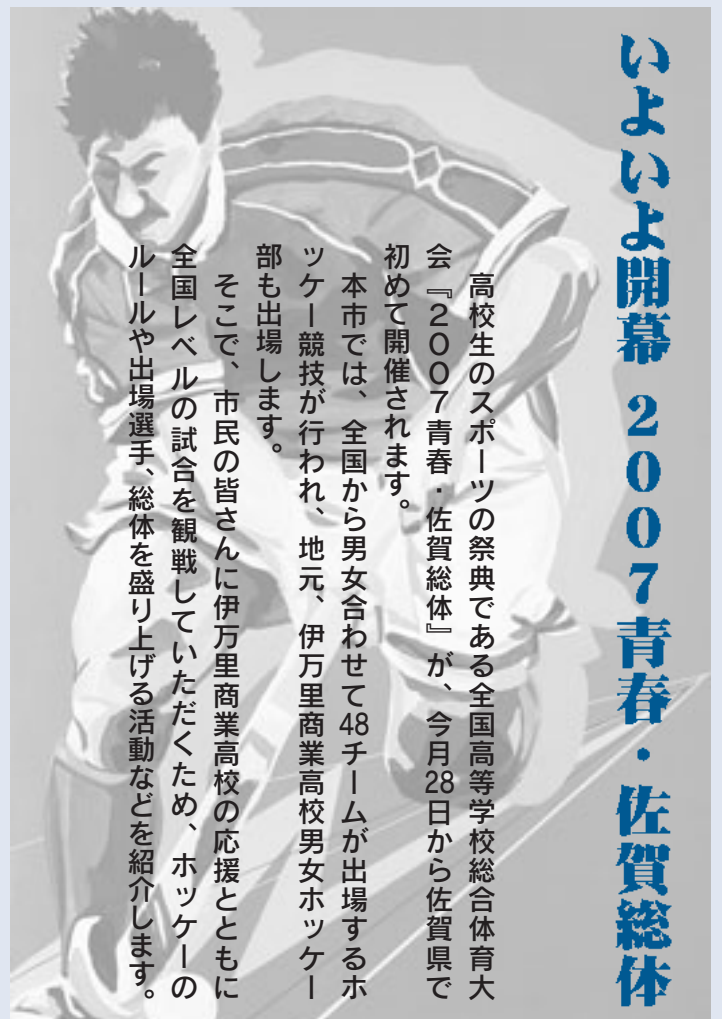 いよいよ開幕 2007青春・佐賀総体
　高校生のスポーツの祭典である全国高等学校総合体育大
会『2007青春・佐賀総体』が、今月28日から佐賀県で
初めて開催されます。
　本市では、全国から男女合わせて48チームが出場するホ
ッケー競技が行われ、地元、伊万里商業高校男女ホッケー
部も出場します。
　そこで、市民の皆さんに伊万里商業高校の応援とともに
全国レベルの試合を観戦していただくため、ホッケーの
ルールや出場選手、総体を盛り上げる活動などを紹介します。